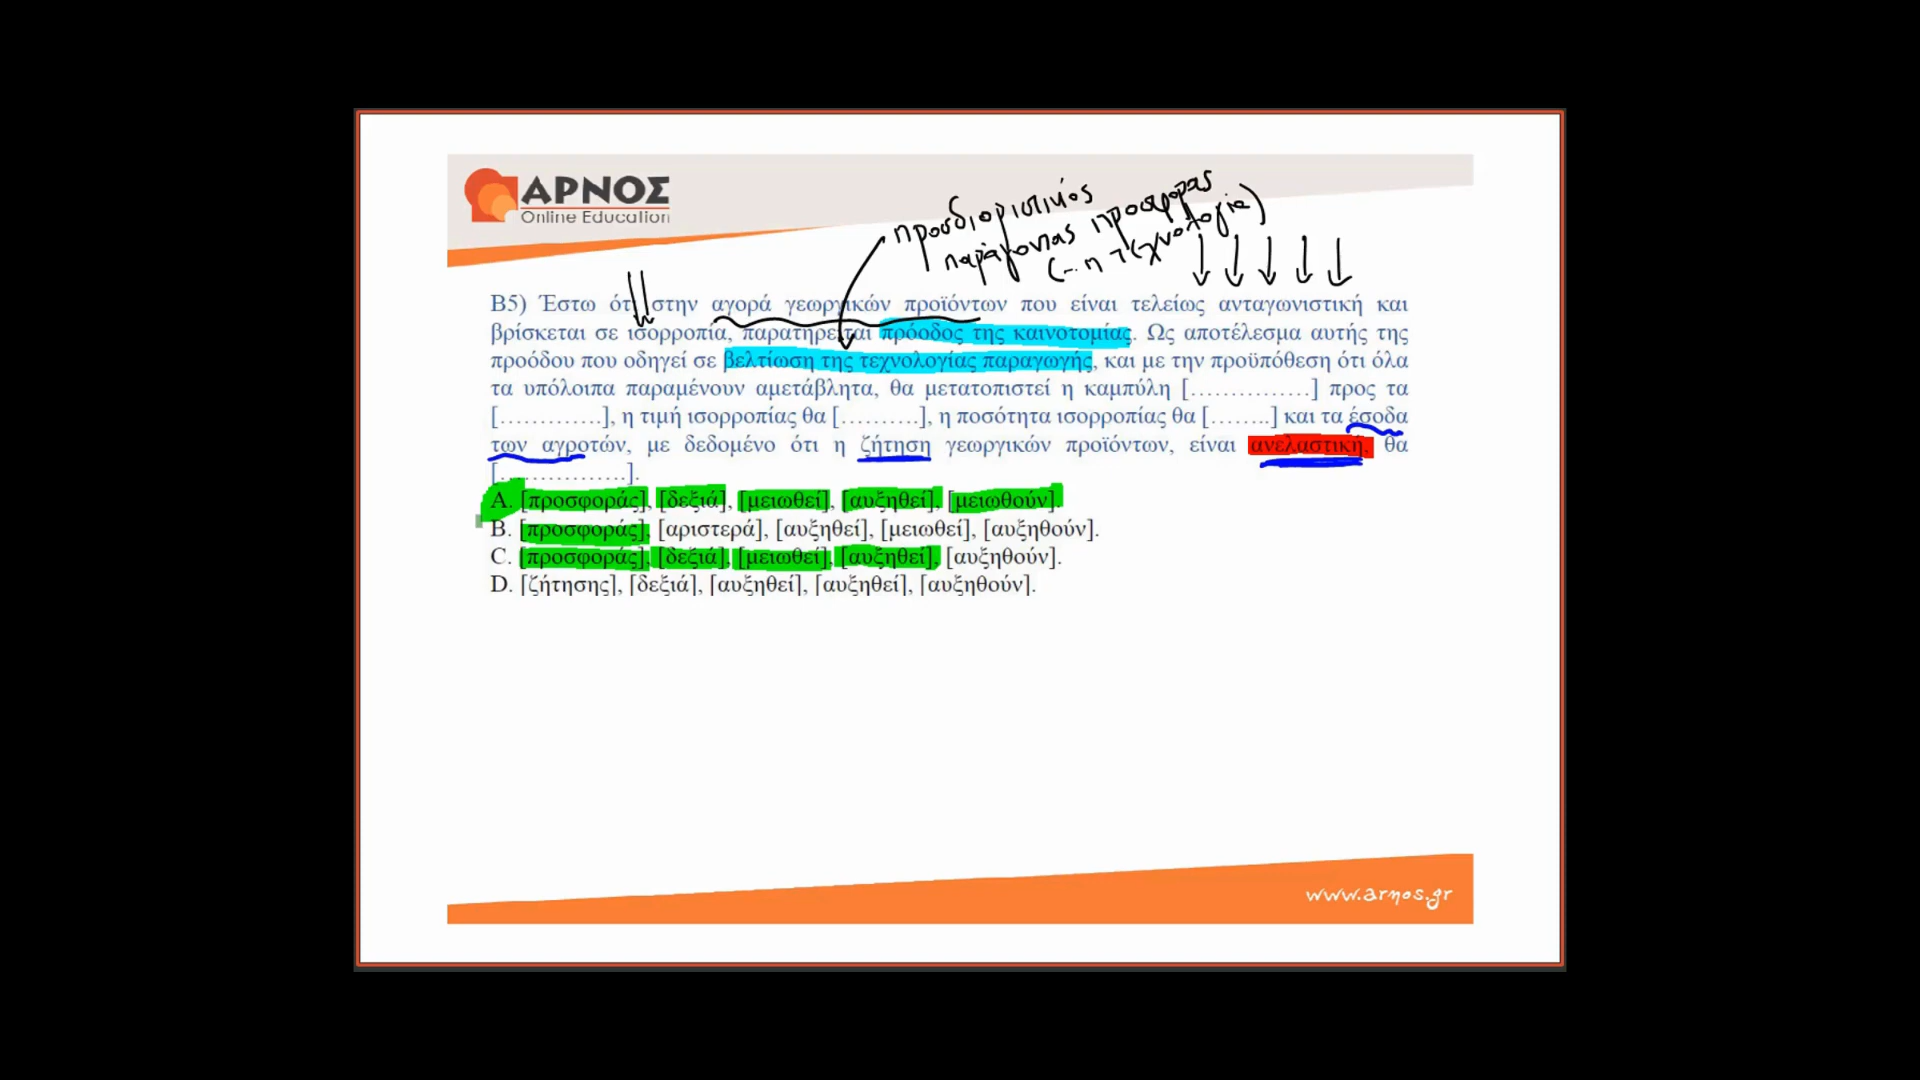 ΑΡΝΟΣ
Online Education
προσδιοριστικός
παράγοντας προσφοράς
(-. η τεχνολογία)
Β5) Έστω ότι στην αγορά γεωργικών προϊόντων που είναι τελείως ανταγωνιστική και
βρίσκεται σε ισορροπία, παρατηρείται πρόοδος της καινοτομίας. Ως αποτέλεσμα αυτής της
προόδου που οδηγεί σε βελτίωση της τεχνολογίας παραγωγής, και με την προϋπόθεση ότι όλα
τα υπόλοιπα παραμένουν αμετάβλητα, θα μετατοπιστεί η καμπύλη [……………] προς τα
[………….], η τιμή ισορροπίας θα [……….], η ποσότητα ισορροπίας θα [……..] και τα έσοδα
των αγροτών, με δεδομένο ότι η ζήτηση γεωργικών προϊόντων, είναι ανελαστική, θα
[…………….].
Α. [προσφοράς], [δεξιά], [μειωθεί], [αυξηθεί], [μειωθούν].
Β. [προσφοράς], [αριστερά], [αυξηθεί], [μειωθεί], [αυξηθούν].
C. [προσφοράς], [δεξιά], [μειωθεί], [αυξηθεί], [αυξηθούν].
D. [ζήτησης], [δεξιά], [αυξηθεί], [αυξηθεί], [αυξηθούν].
www.arnos.gr